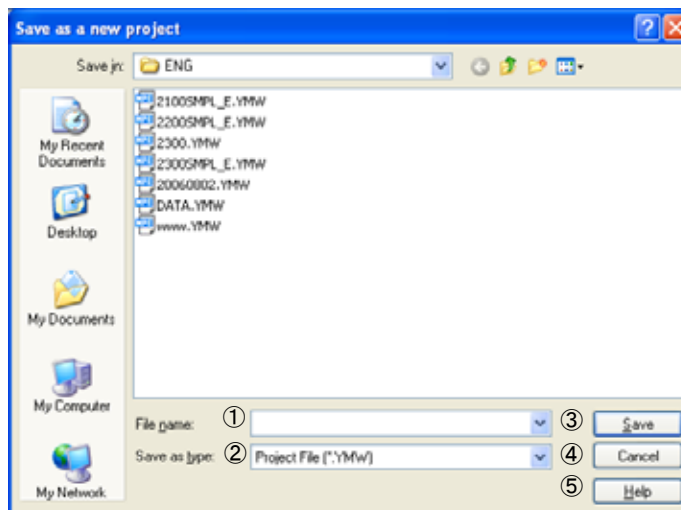 Save as a new project
Save in: ENG
My Recent
Documents
Desktop
My Documents
My Computer
My Network
2100SMPL_E.YMW
2200SMPL_E.YMW
2300.YMW
2300SMPL_E.YMW
20060802.YMW
DATA.YMW
www.YMW
File name: ① ③ Save
Save as type: ② Project File (*.YMW) ④ Cancel
⑤ Help